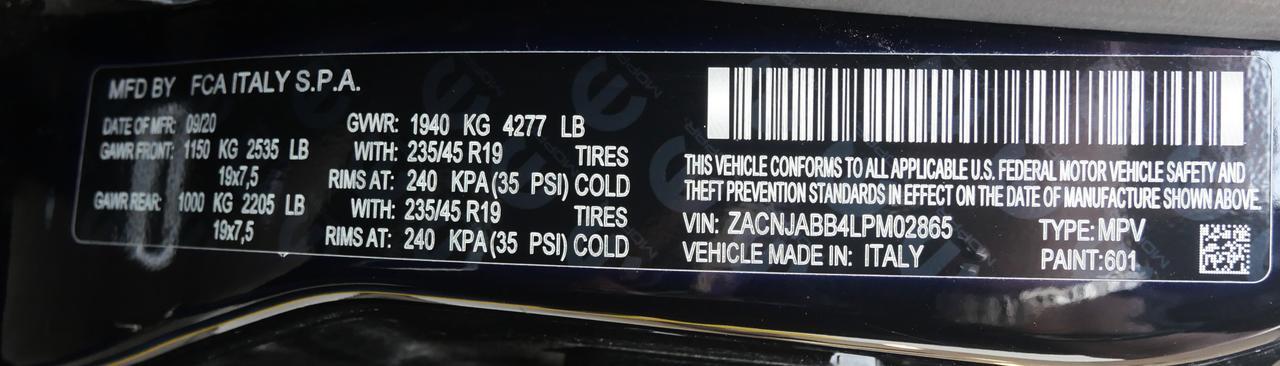 MFD BY FCA ITALY S.P.A.
DATE OF MFR: 09/20
GAWR FRONT: 1150 KG 2535 LB
19x7,5
GAWR REAR: 1000 KG 2205 LB
19x7,5
GVWR: 1940 KG 4277 LB
WITH: 235/45 R19 TIRES
RIMS AT: 240 KPA(35 PSI) COLD
WITH: 235/45 R19 TIRES
RIMS AT: 240 KPA(35 PSI) COLD
THIS VEHICLE CONFORMS TO ALL APPLICABLE U.S. FEDERAL MOTOR VEHICLE SAFETY AND
THEFT PREVENTION STANDARDS IN EFFECT ON THE DATE OF MANUFACTURE SHOWN ABOVE.
VIN: ZACNJABB4LPM02865 TYPE: MPV
VEHICLE MADE IN: ITALY PAINT:601